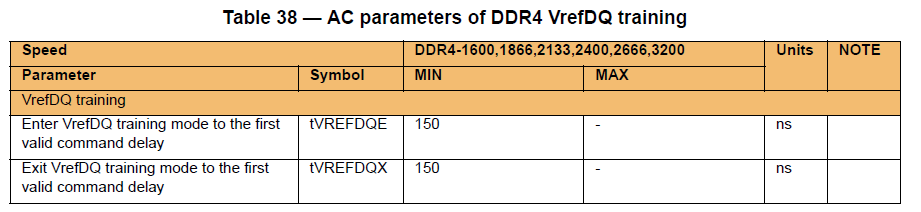 Table 38 — AC parameters of DDR4 VrefDQ training
Speed DDR4-1600,1866,2133,2400,2666,3200 Units NOTE
Parameter Symbol MIN MAX
VrefDQ training
Enter VrefDQ training mode to the first tVREFDQE 150 - ns
valid command delay
Exit VrefDQ training mode to the first tVREFDQX 150 - ns
valid command delay